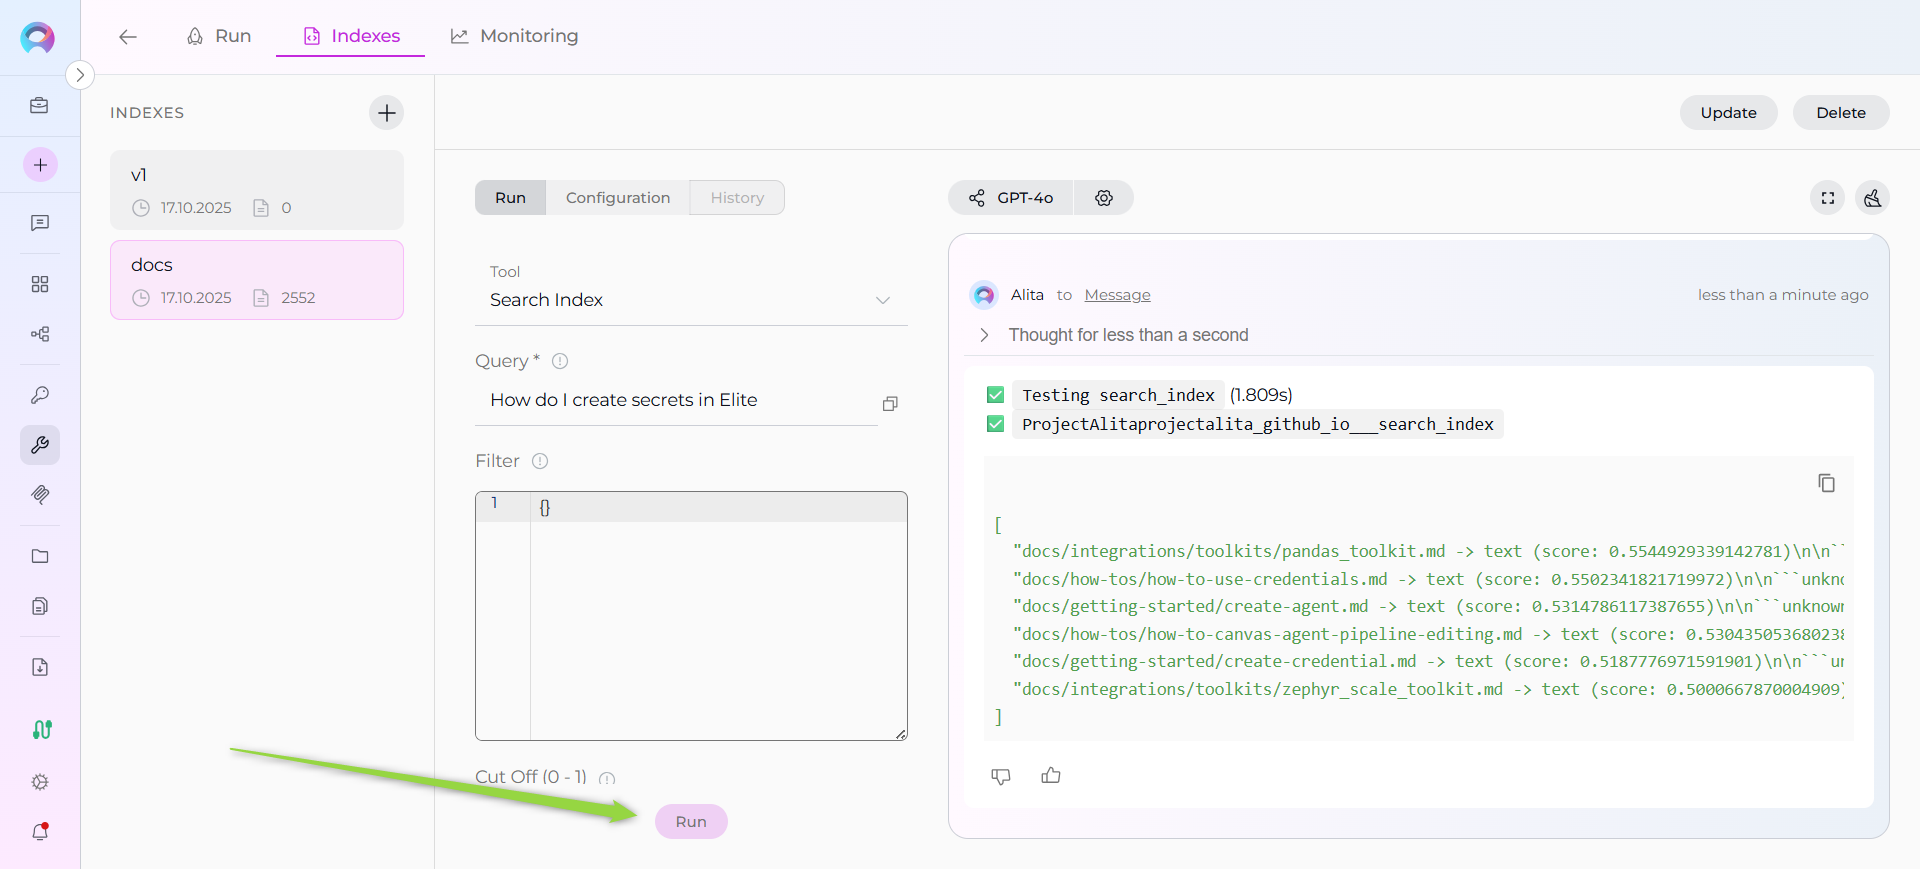 Run
Indexes
Monitoring
INDEXES
v1
17.10.2025 0
docs
17.10.2025 2552
Update
Delete
Run
Configuration
History
Tool
Search Index
Query *
How do I create secrets in Elite
Filter
1 {}
Cut Off (0 - 1)
Run
GPT-4o
Alita to Message
less than a minute ago
Thought for less than a second
Testing search_index (1.809s)
ProjectAlitaprojectalita_github_io___search_index
[
"docs/integrations/toolkits/pandas_toolkit.md -> text (score: 0.5544929339142781)\n\n``
"docs/how-tos/how-to-use-credentials.md -> text (score: 0.5502341821719972)\n\n```unkno
"docs/getting-started/create-agent.md -> text (score: 0.5314786117387655)\n\n```unknown
"docs/how-tos/how-to-canvas-agent-pipeline-editing.md -> text (score: 0.530435053680238
"docs/getting-started/create-credential.md -> text (score: 0.5187776971591901)\n\n```un
"docs/integrations/toolkits/zephyr_scale_toolkit.md -> text (score: 0.5000667870004909)
]